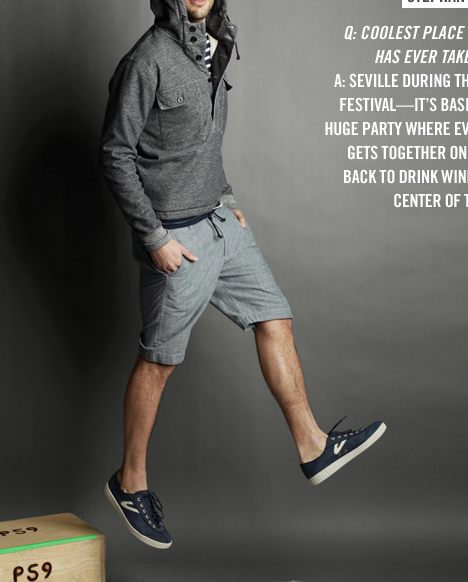 Q: COOLEST PLACE
HAS EVER TAKE
A: SEVILLE DURING TH
FESTIVAL—IT'S BASI
HUGE PARTY WHERE EV
GETS TOGETHER ON
BACK TO DRINK WIN
CENTER OF T
PS9
PS9